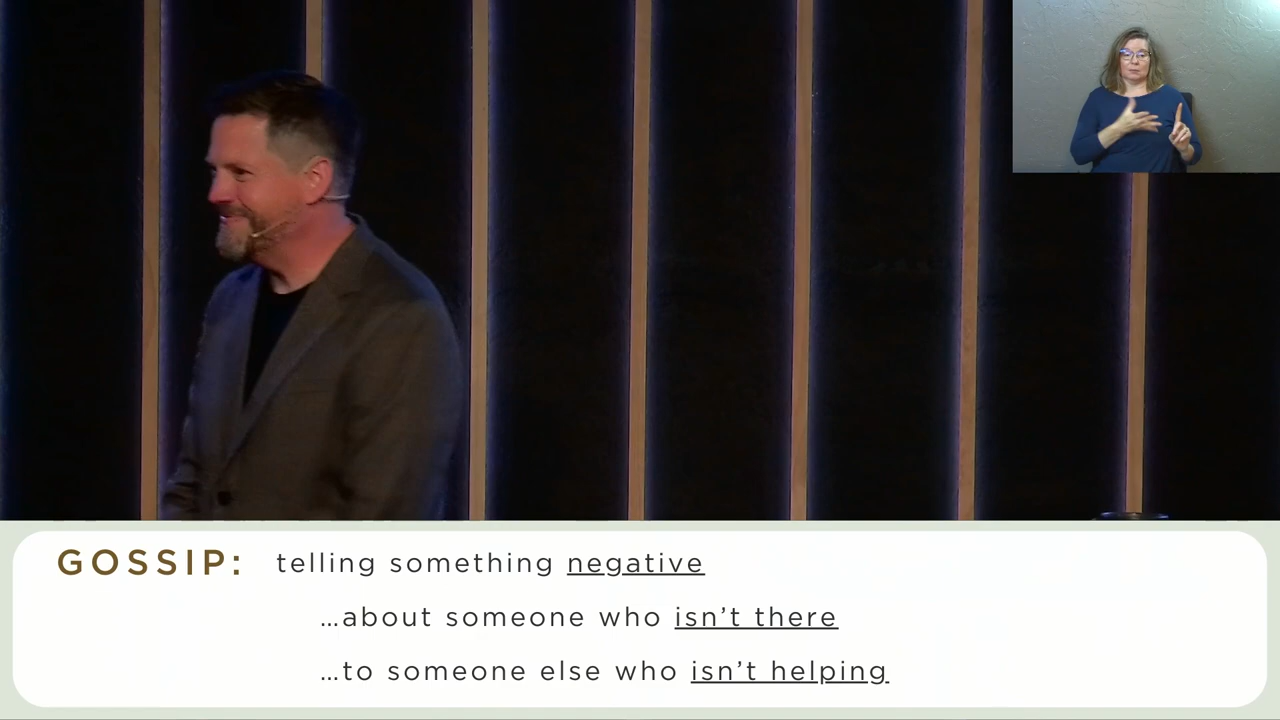 GOSSIP: telling something negative
...about someone who isn't there
...to someone else who isn't helping